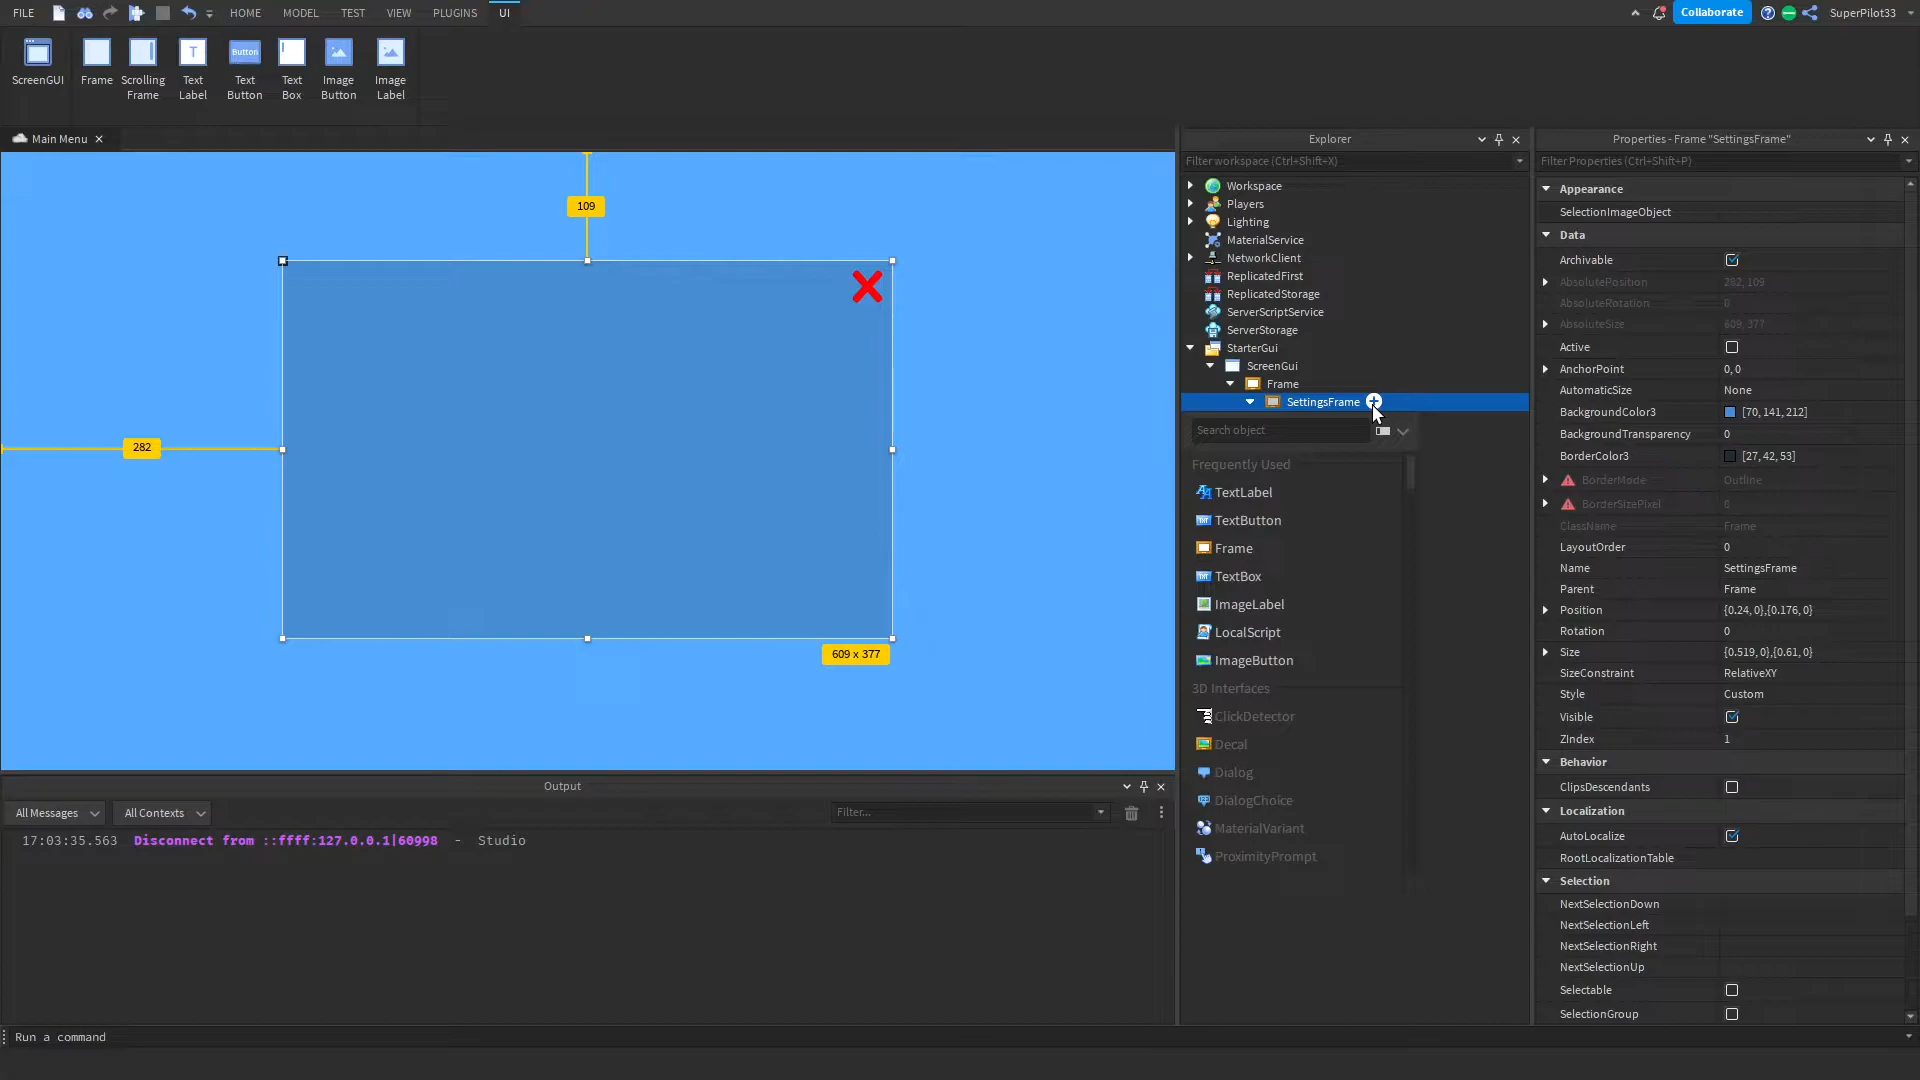 FILE HOME MODEL TEST VIEW PLUGINS UI Collaborate SuperPilot33
ScreenGUI Frame Scrolling Frame Text Label Button Text Button Text Box Image Button Image Label
Main Menu
109
282
609 x 377
Explorer
Filter workspace (Ctrl+Shift+X)
Workspace
Players
Lighting
MaterialService
NetworkClient
ReplicatedFirst
ReplicatedStorage
ServerScriptService
ServerStorage
StarterGui
ScreenGui
Frame
SettingsFrame
Search object
Frequently Used
TextLabel
TextButton
Frame
TextBox
ImageLabel
LocalScript
ImageButton
3D Interfaces
ClickDetector
Decal
Dialog
DialogChoice
MaterialVariant
ProximityPrompt
Properties - Frame "SettingsFrame"
Filter Properties (Ctrl+Shift+P)
Appearance
SelectionImageObject
Data
Archivable
AbsolutePosition 282, 109
AbsoluteRotation 0
AbsoluteSize 609, 377
Active
AnchorPoint 0, 0
AutomaticSize None
BackgroundColor3 [70, 141, 212]
BackgroundTransparency 0
BorderColor3 [27, 42, 53]
BorderMode Outline
BorderSizePixel 0
ClassName Frame
LayoutOrder 0
Name SettingsFrame
Parent Frame
Position {0.24, 0},{0.176, 0}
Rotation 0
Size {0.519, 0},{0.61, 0}
SizeConstraint RelativeXY
Style Custom
Visible
ZIndex 1
Behavior
ClipsDescendants
Localization
AutoLocalize
RootLocalizationTable
Selection
NextSelectionDown
NextSelectionLeft
NextSelectionRight
NextSelectionUp
Selectable
SelectionGroup
Output
All Messages All Contexts Filter...
17:03:35.563 Disconnect from ::ffff:127.0.0.1|60998 - Studio
Run a command